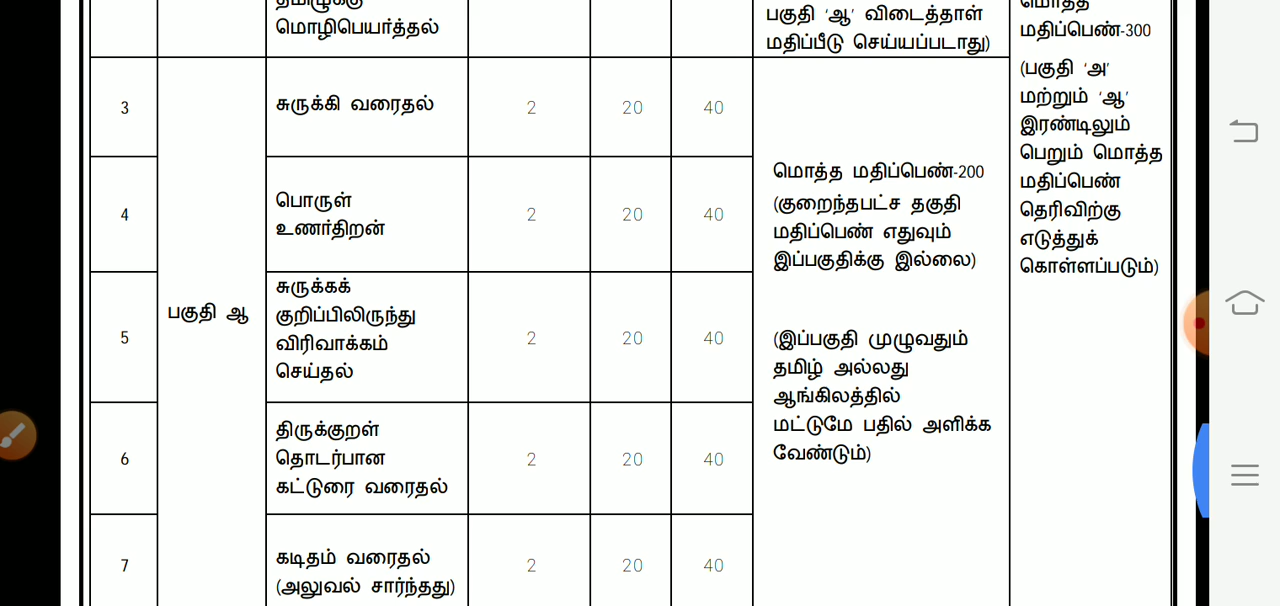 தமிழுக்கு
மொழிபெயர்த்தல்
பகுதி ‘ஆ’ விடைத்தாள்
மதிப்பீடு செய்யப்படாது)
மொத்த
மதிப்பெண்-300
(பகுதி ‘அ’
மற்றும் ‘ஆ’
இரண்டிலும்
பெறும் மொத்த
மதிப்பெண்
தெரிவிற்கு
எடுத்துக்
கொள்ளப்படும்)
3
சுருக்கி வரைதல்
2
20
40
4
பொருள்
உணர்திறன்
2
20
40
மொத்த மதிப்பெண்-200
(குறைந்தபட்ச தகுதி
மதிப்பெண் எதுவும்
இப்பகுதிக்கு இல்லை)
பகுதி ஆ
5
சுருக்கக்
குறிப்பிலிருந்து
விரிவாக்கம்
செய்தல்
2
20
40
(இப்பகுதி முழுவதும்
தமிழ் அல்லது
ஆங்கிலத்தில்
மட்டுமே பதில் அளிக்க
வேண்டும்)
6
திருக்குறள்
தொடர்பான
கட்டுரை வரைதல்
2
20
40
7
கடிதம் வரைதல்
(அலுவல் சார்ந்தது)
2
20
40